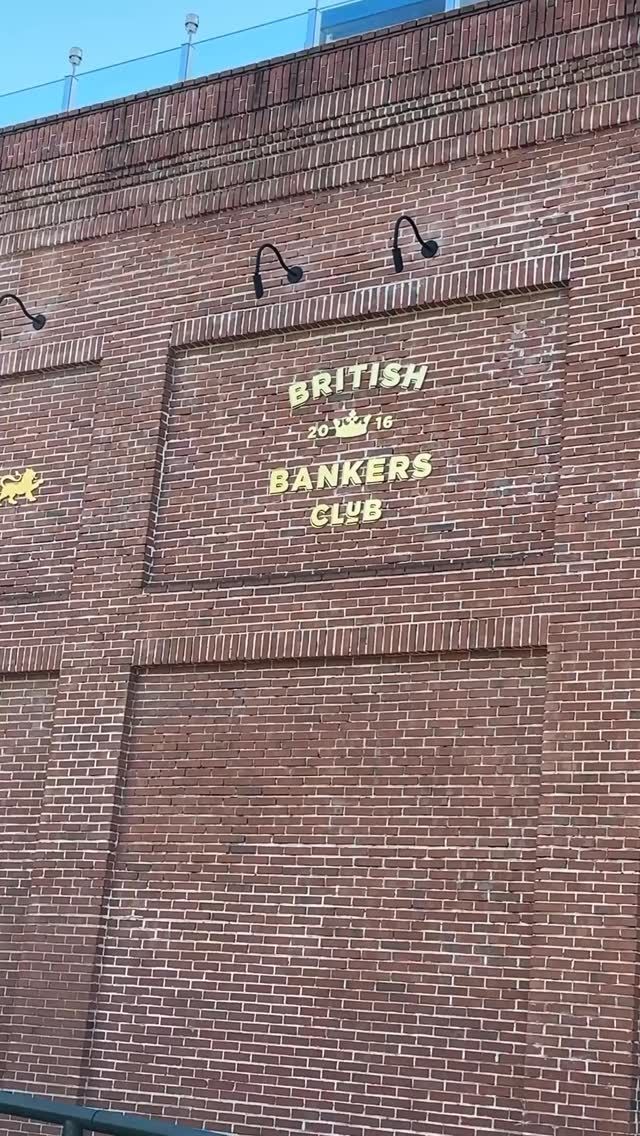 BRITISH
20 16
BANKERS
CLUB